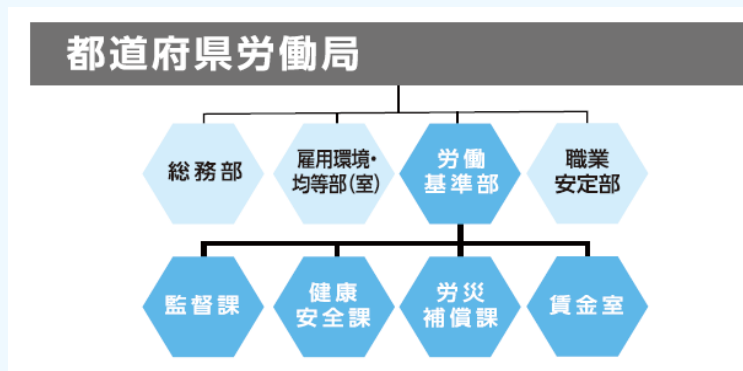 都道府県労働局
総務部
雇用環境・
均等部(室)
労働
基準部
職業
安定部
監督課
健康
安全課
労災
補償課
賃金室